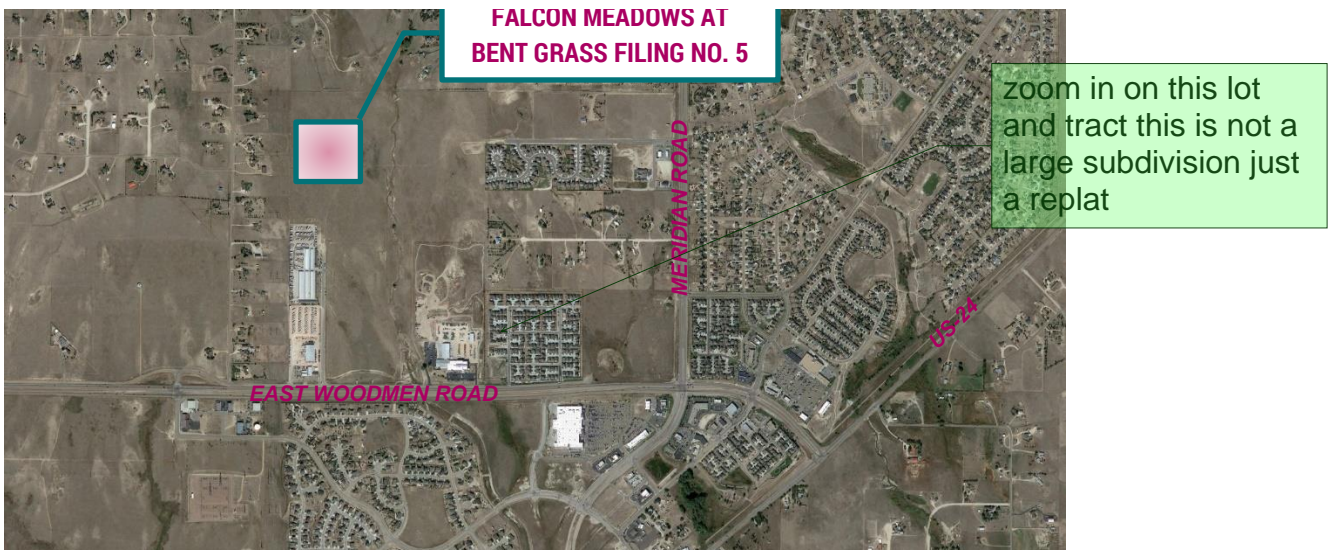 FALCON MEADOWS AT
BENT GRASS FILING NO. 5
zoom in on this lot
and tract this is not a
large subdivision just
a replat
MERIDIAN ROAD
US-24
EAST WOODMEN ROAD